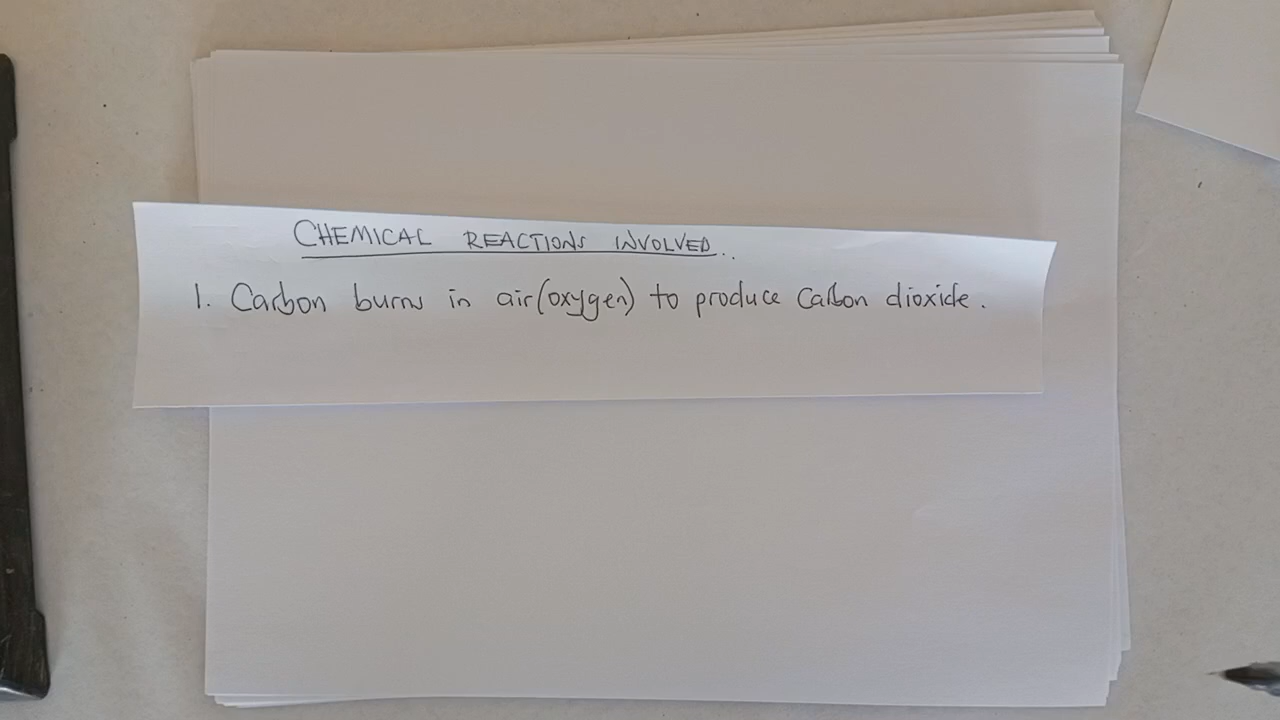 CHEMICAL REACTIONS INVOLVED..
1. Carbon burns in air(oxygen) to produce Carbon dioxide.